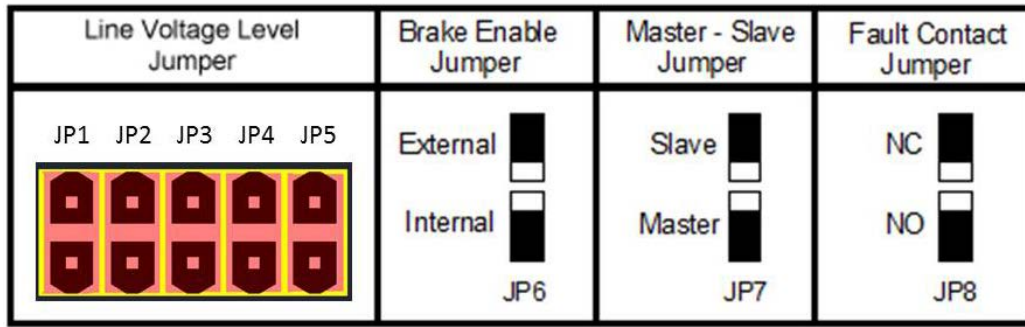 Line Voltage Level
Jumper
Brake Enable
Jumper
Master - Slave
Jumper
Fault Contact
Jumper
JP1 JP2 JP3 JP4 JP5
External
Internal
JP6
Slave
Master
JP7
NC
NO
JP8